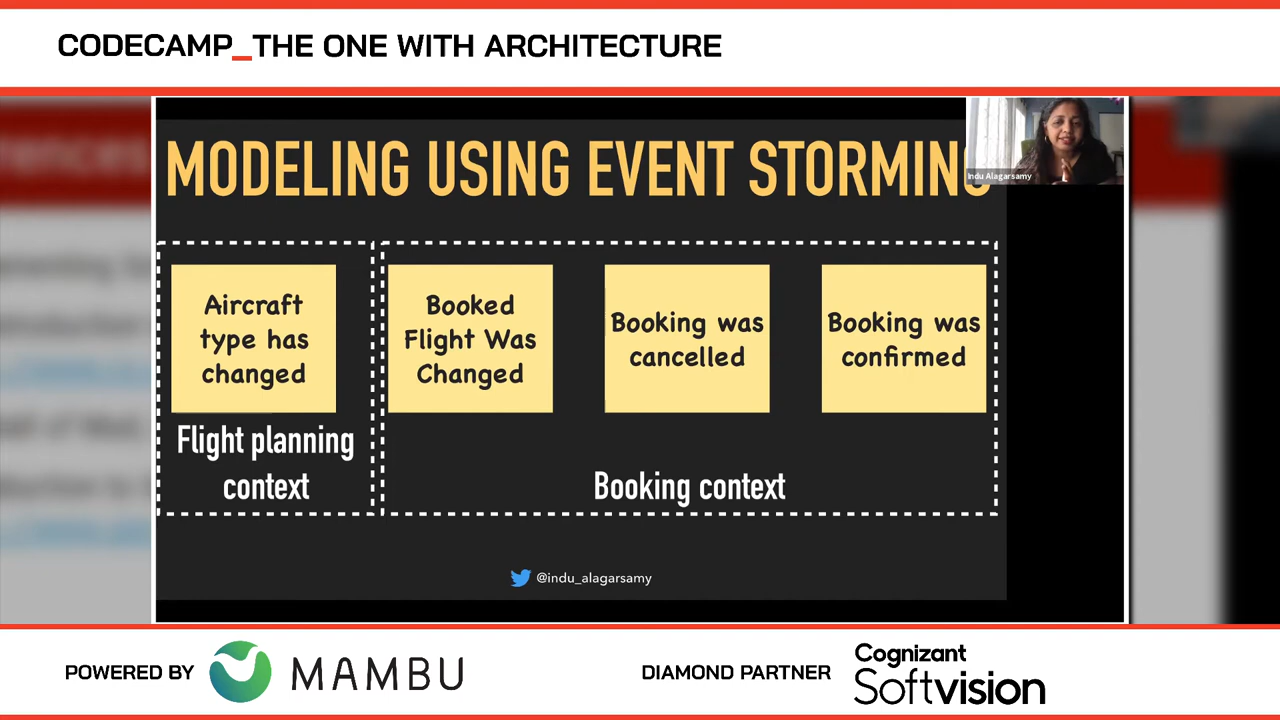 CODECAMP_THE ONE WITH ARCHITECTURE
MODELING USING EVENT STORMING
Indu Alagarsamy
Aircraft
type has
changed
Booked
Flight Was
Changed
Booking was
cancelled
Booking was
confirmed
Flight planning
context
Booking context
@indu_alagarsamy
POWERED BY
MAMBU
DIAMOND PARTNER
Cognizant
Softvision